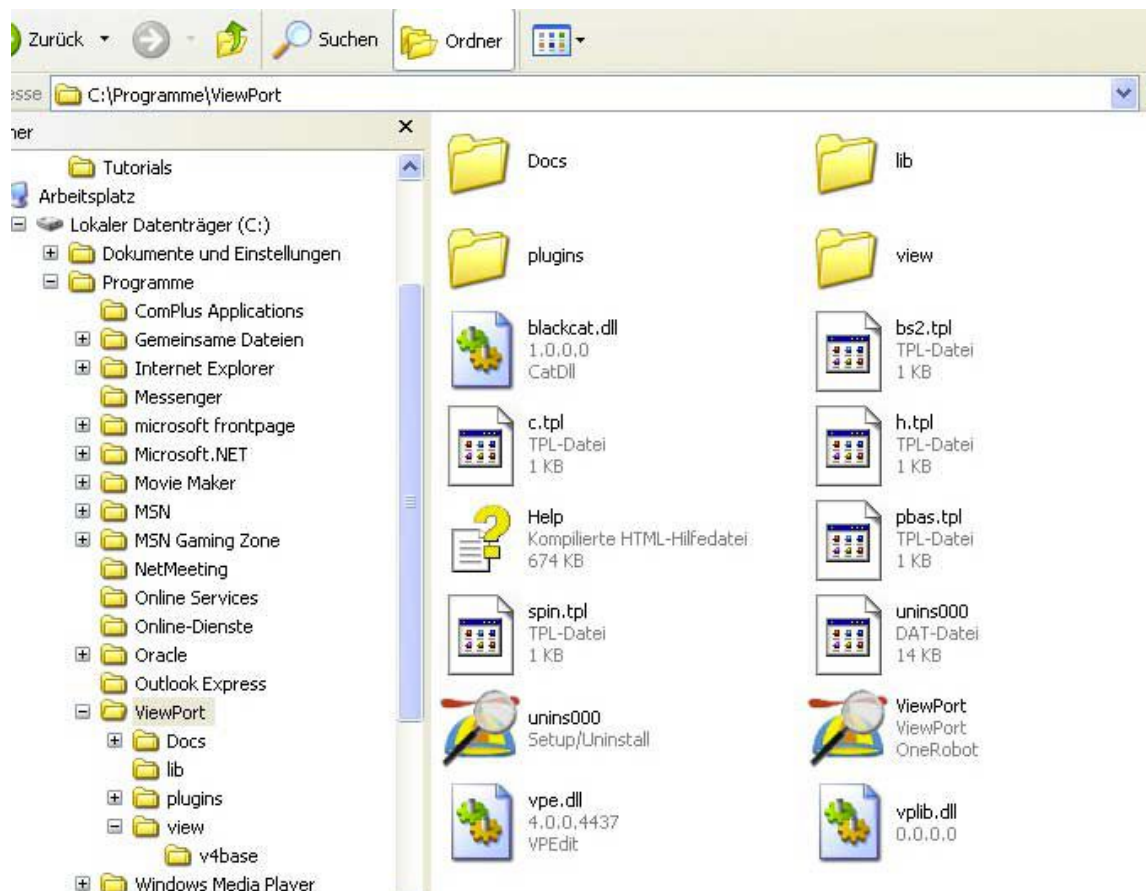 Zurück
Suchen
Ordner
esse C:\Programme\ViewPort
ner
Tutorials
Arbeitsplatz
Lokaler Datenträger (C:)
Dokumente und Einstellungen
Programme
ComPlus Applications
Gemeinsame Dateien
Internet Explorer
Messenger
microsoft frontpage
Microsoft.NET
Movie Maker
MSN
MSN Gaming Zone
NetMeeting
Online Services
Online-Dienste
Oracle
Outlook Express
ViewPort
Docs
lib
plugins
view
v4base
Windows Media Player
Docs
lib
plugins
view
blackcat.dll
1.0.0.0
CatDll
bs2.tpl
TPL-Datei
1 KB
c.tpl
TPL-Datei
1 KB
h.tpl
TPL-Datei
1 KB
Help
Kompilierte HTML-Hilfedatei
674 KB
pbas.tpl
TPL-Datei
1 KB
spin.tpl
TPL-Datei
1 KB
unins000
DAT-Datei
14 KB
unins000
Setup/Uninstall
ViewPort
ViewPort
OneRobot
vpe.dll
4.0.0.4437
VPEdit
vplib.dll
0.0.0.0